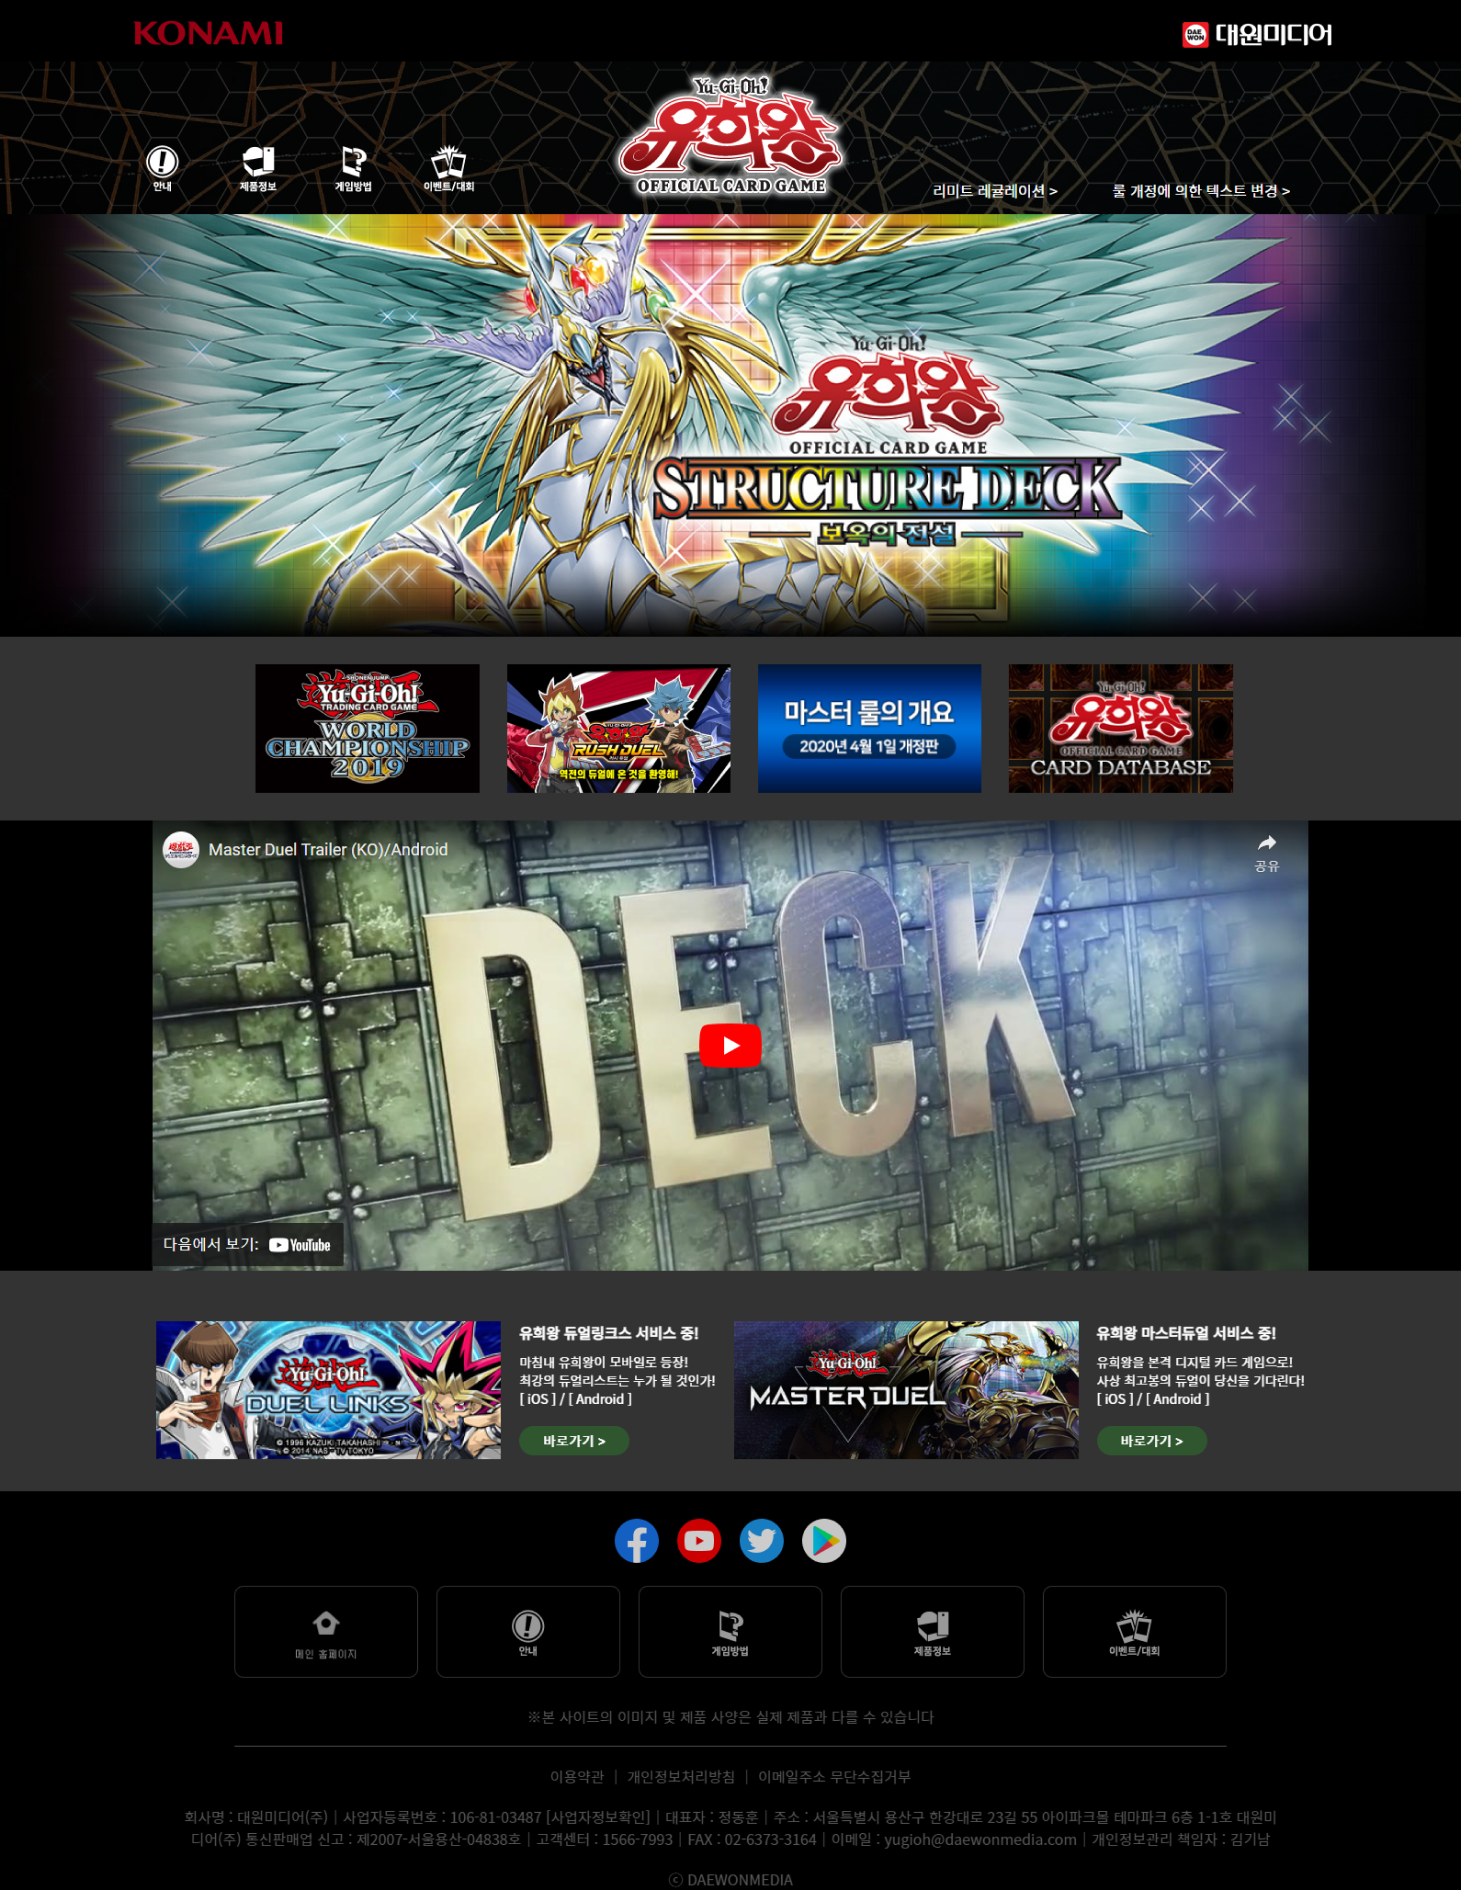 KONAMI
DAE WON 대원미디어
Yu-Gi-Oh!
유희왕
OFFICIAL CARD GAME
안내
제품정보
게임방법
이벤트/대회
리미트 레귤레이션 >
룰 개정에 의한 텍스트 변경 >
Yu-Gi-Oh!
유희왕
OFFICIAL CARD GAME
STRUCTURE DECK
보옥의 전설
SHONEN JUMP
Yu-Gi-Oh!
TRADING CARD GAME
WORLD
CHAMPIONSHIP
2019
YU-GI-OH!
유희왕
RUSH DUEL
역전의 듀얼에 온 것을 환영해!
마스터 룰의 개요
2020년 4월 1일 개정판
Yu-Gi-Oh!
유희왕
OFFICIAL CARD GAME
CARD DATABASE
Master Duel Trailer (KO)/Android
공유
DECK
다음에서 보기: YouTube
Yu-Gi-Oh!
DUEL LINKS
© 1996 KAZUKI TAKAHASHI
© 2014 NAS·TV TOKYO
유희왕 듀얼링크스 서비스 중!
마침내 유희왕이 모바일로 등장!
최강의 듀얼리스트는 누가 될 것인가!
[ iOS ] / [ Android ]
바로가기 >
Yu-Gi-Oh!
MASTER DUEL
유희왕 마스터듀얼 서비스 중!
유희왕을 본격 디지털 카드 게임으로!
사상 최고봉의 듀얼이 당신을 기다린다!
[ iOS ] / [ Android ]
바로가기 >
메인 홈페이지
안내
게임방법
제품정보
이벤트/대회
※본 사이트의 이미지 및 제품 사양은 실제 제품과 다를 수 있습니다
이용약관 | 개인정보처리방침 | 이메일주소 무단수집거부
회사명 : 대원미디어(주) | 사업자등록번호 : 106-81-03487 [사업자정보확인] | 대표자 : 정동훈 | 주소 : 서울특별시 용산구 한강대로 23길 55 아이파크몰 테마파크 6층 1-1호 대원미
디어(주) 통신판매업 신고 : 제2007-서울용산-04838호 | 고객센터 : 1566-7993 | FAX : 02-6373-3164 | 이메일 : yugioh@daewonmedia.com | 개인정보관리 책임자 : 김기남
ⓒ DAEWONMEDIA